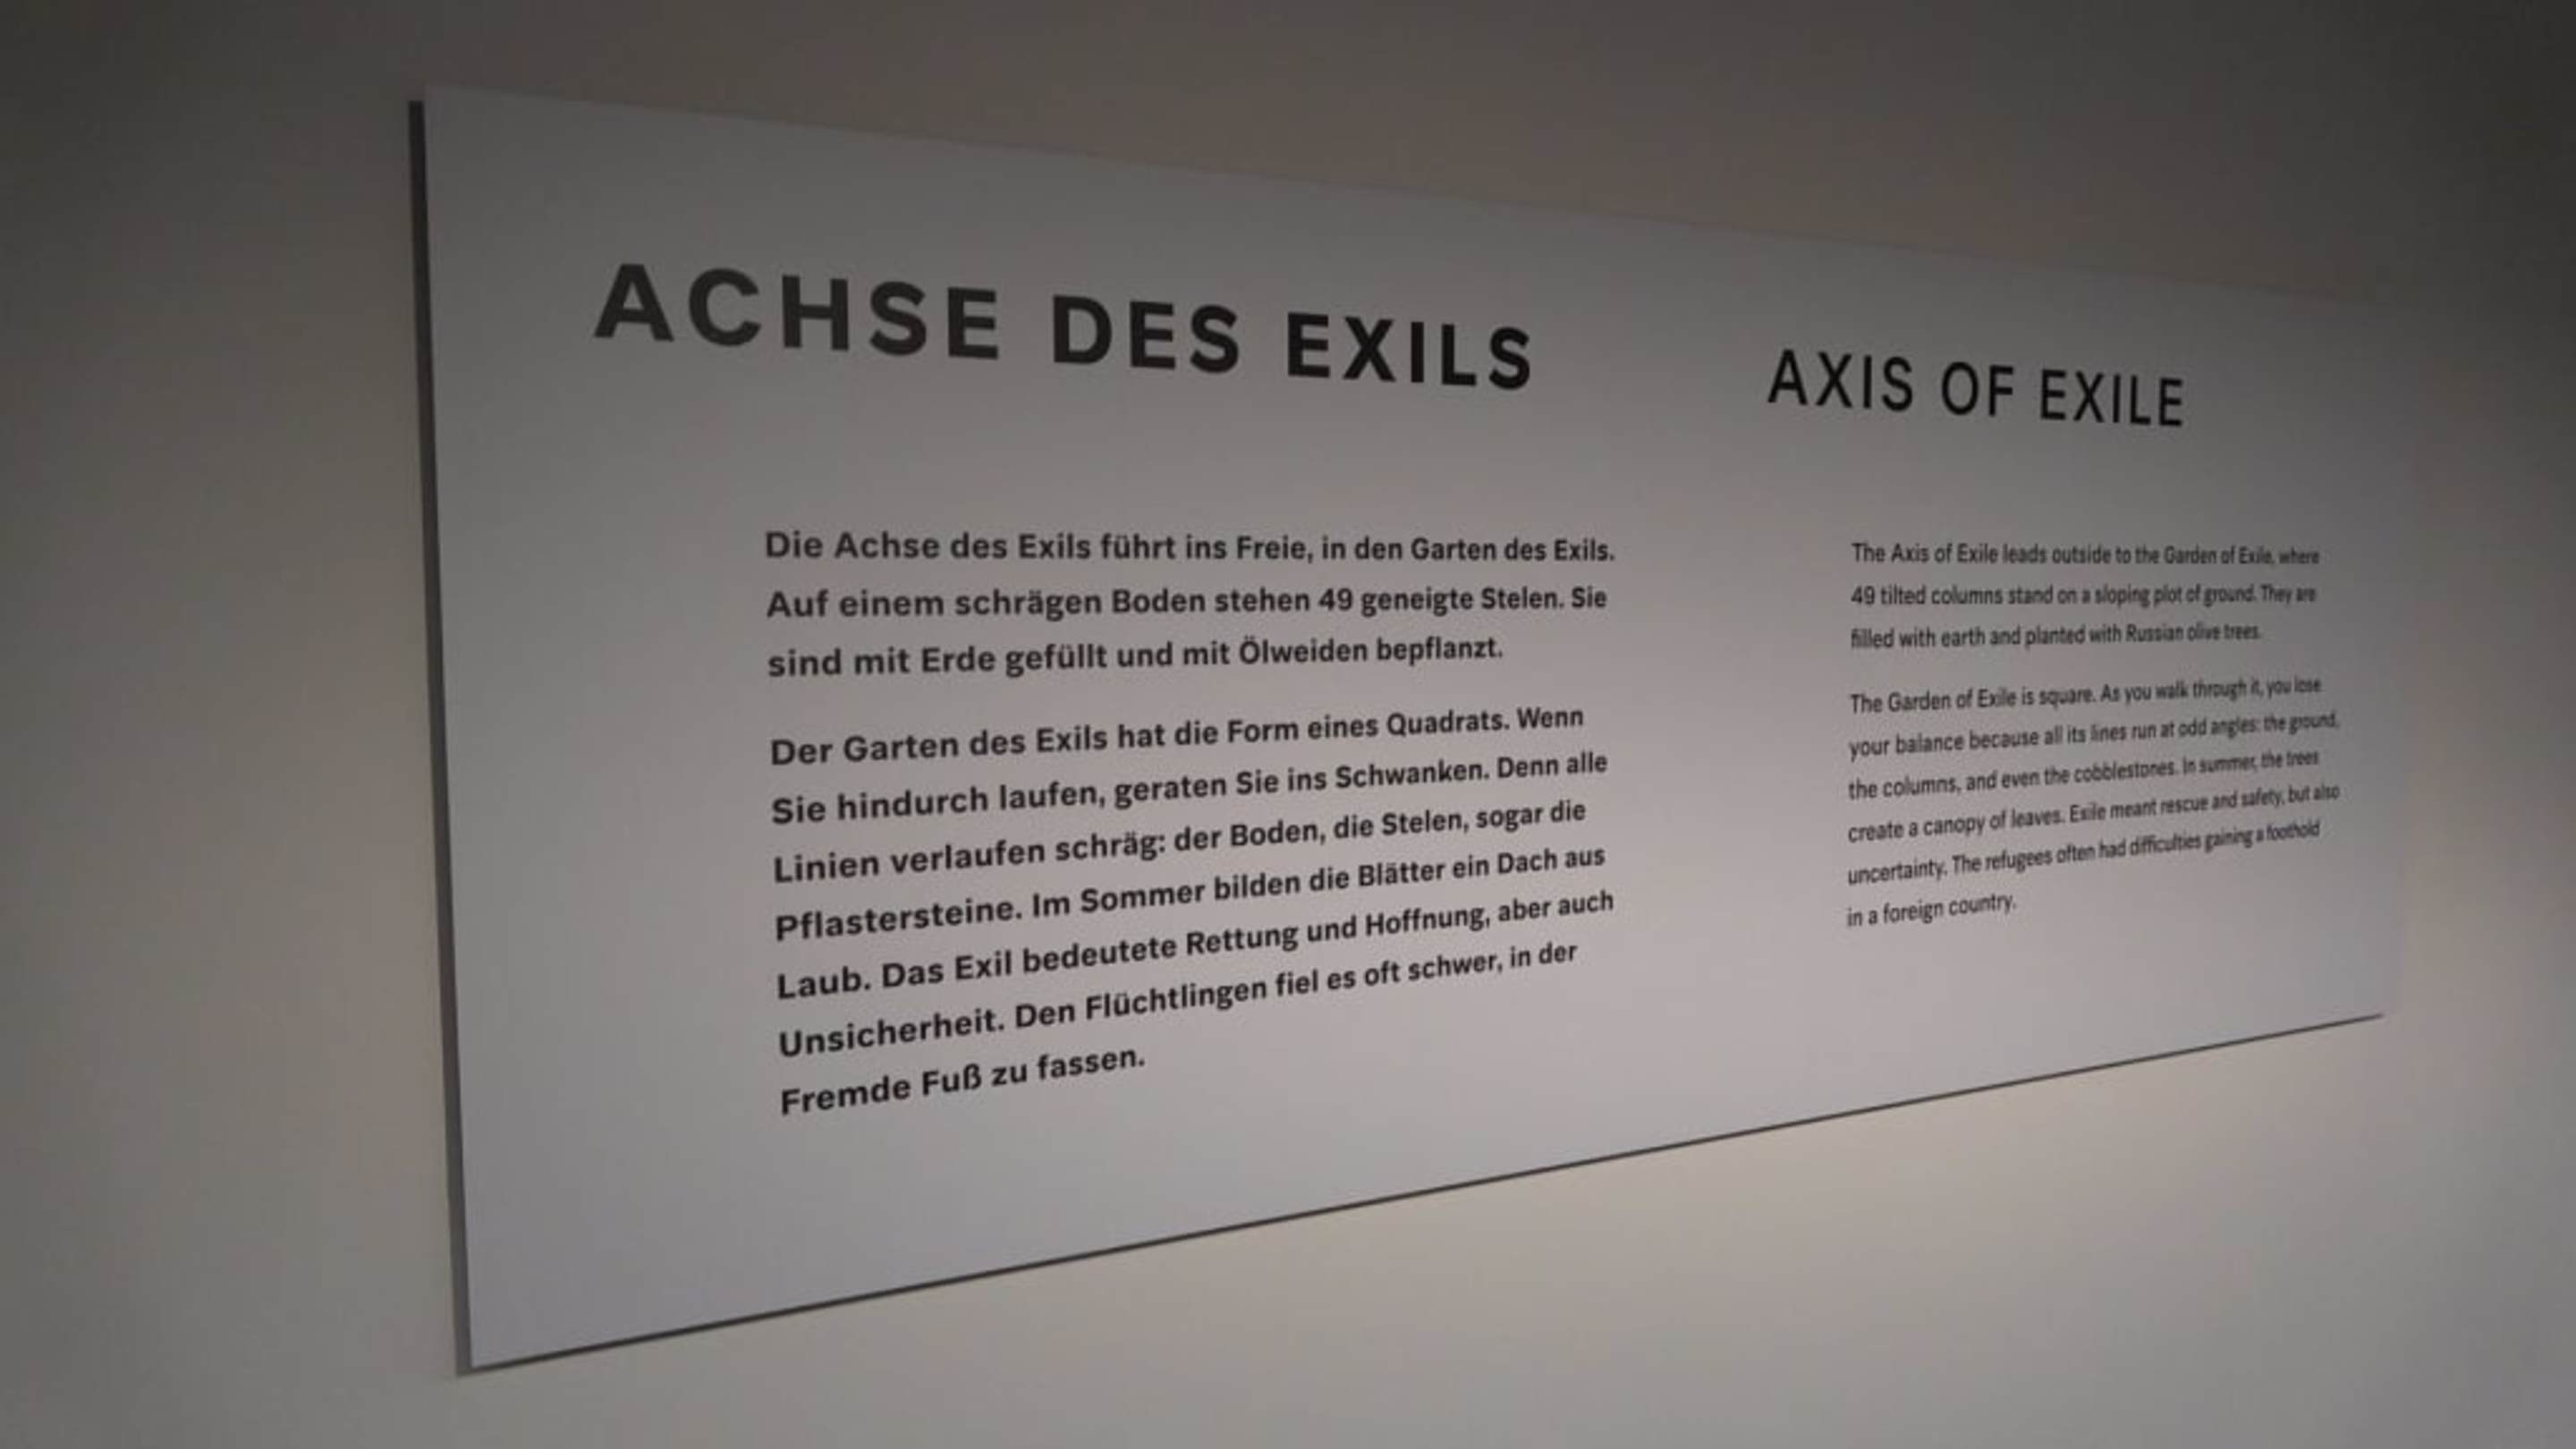 ACHSE DES EXILS
Die Achse des Exils führt ins Freie, in den Garten des Exils.
Auf einem schrägen Boden stehen 49 geneigte Stelen. Sie
sind mit Erde gefüllt und mit Ölweiden bepflanzt.
Der Garten des Exils hat die Form eines Quadrats. Wenn
Sie hindurch laufen, geraten Sie ins Schwanken. Denn alle
Linien verlaufen schräg: der Boden, die Stelen, sogar die
Pflastersteine. Im Sommer bilden die Blätter ein Dach aus
Laub. Das Exil bedeutete Rettung und Hoffnung, aber auch
Unsicherheit. Den Flüchtlingen fiel es oft schwer, in der
Fremde Fuß zu fassen.
AXIS OF EXILE
The Axis of Exile leads outside to the Garden of Exile, where
49 tilted columns stand on a sloping plot of ground. They are
filled with earth and planted with Russian olive trees.
The Garden of Exile is square. As you walk through it, you lose
your balance because all its lines run at odd angles: the ground,
the columns, and even the cobblestones. In summer, the trees
create a canopy of leaves. Exile meant rescue and safety, but also
uncertainty. The refugees often had difficulties gaining a foothold
in a foreign country.